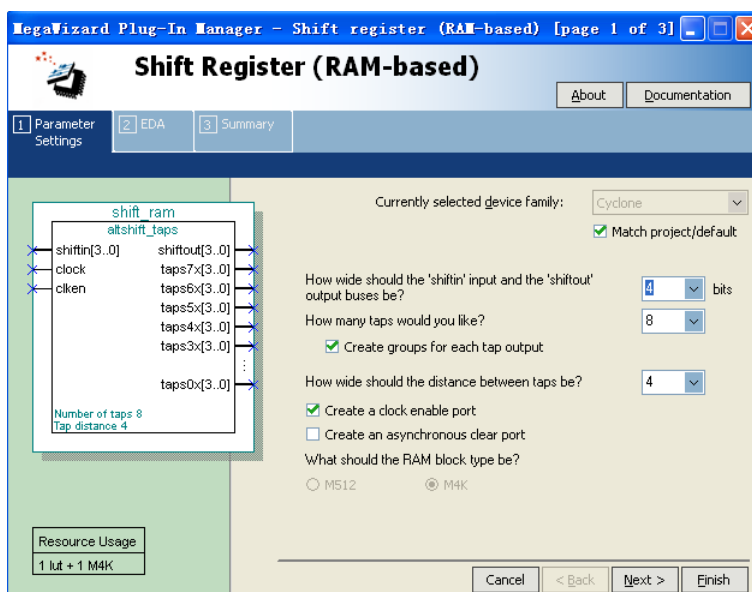 MegaWizard Plug-In Manager - Shift register (RAM-based) [page 1 of 3]
Shift Register (RAM-based)
About
Documentation
1 Parameter Settings
2 EDA
3 Summary
shift_ram
altshift_taps
shiftin[3..0] shiftout[3..0]
clock taps7x[3..0]
clken taps6x[3..0]
taps5x[3..0]
taps4x[3..0]
taps3x[3..0]
taps0x[3..0]
Number of taps 8
Tap distance 4
Resource Usage
1 lut + 1 M4K
Currently selected device family: Cyclone
Match project/default
How wide should the 'shiftin' input and the 'shiftout'
output buses be? 4 bits
How many taps would you like? 8
Create groups for each tap output
How wide should the distance between taps be? 4
Create a clock enable port
Create an asynchronous clear port
What should the RAM block type be?
M512 M4K
Cancel < Back Next > Finish